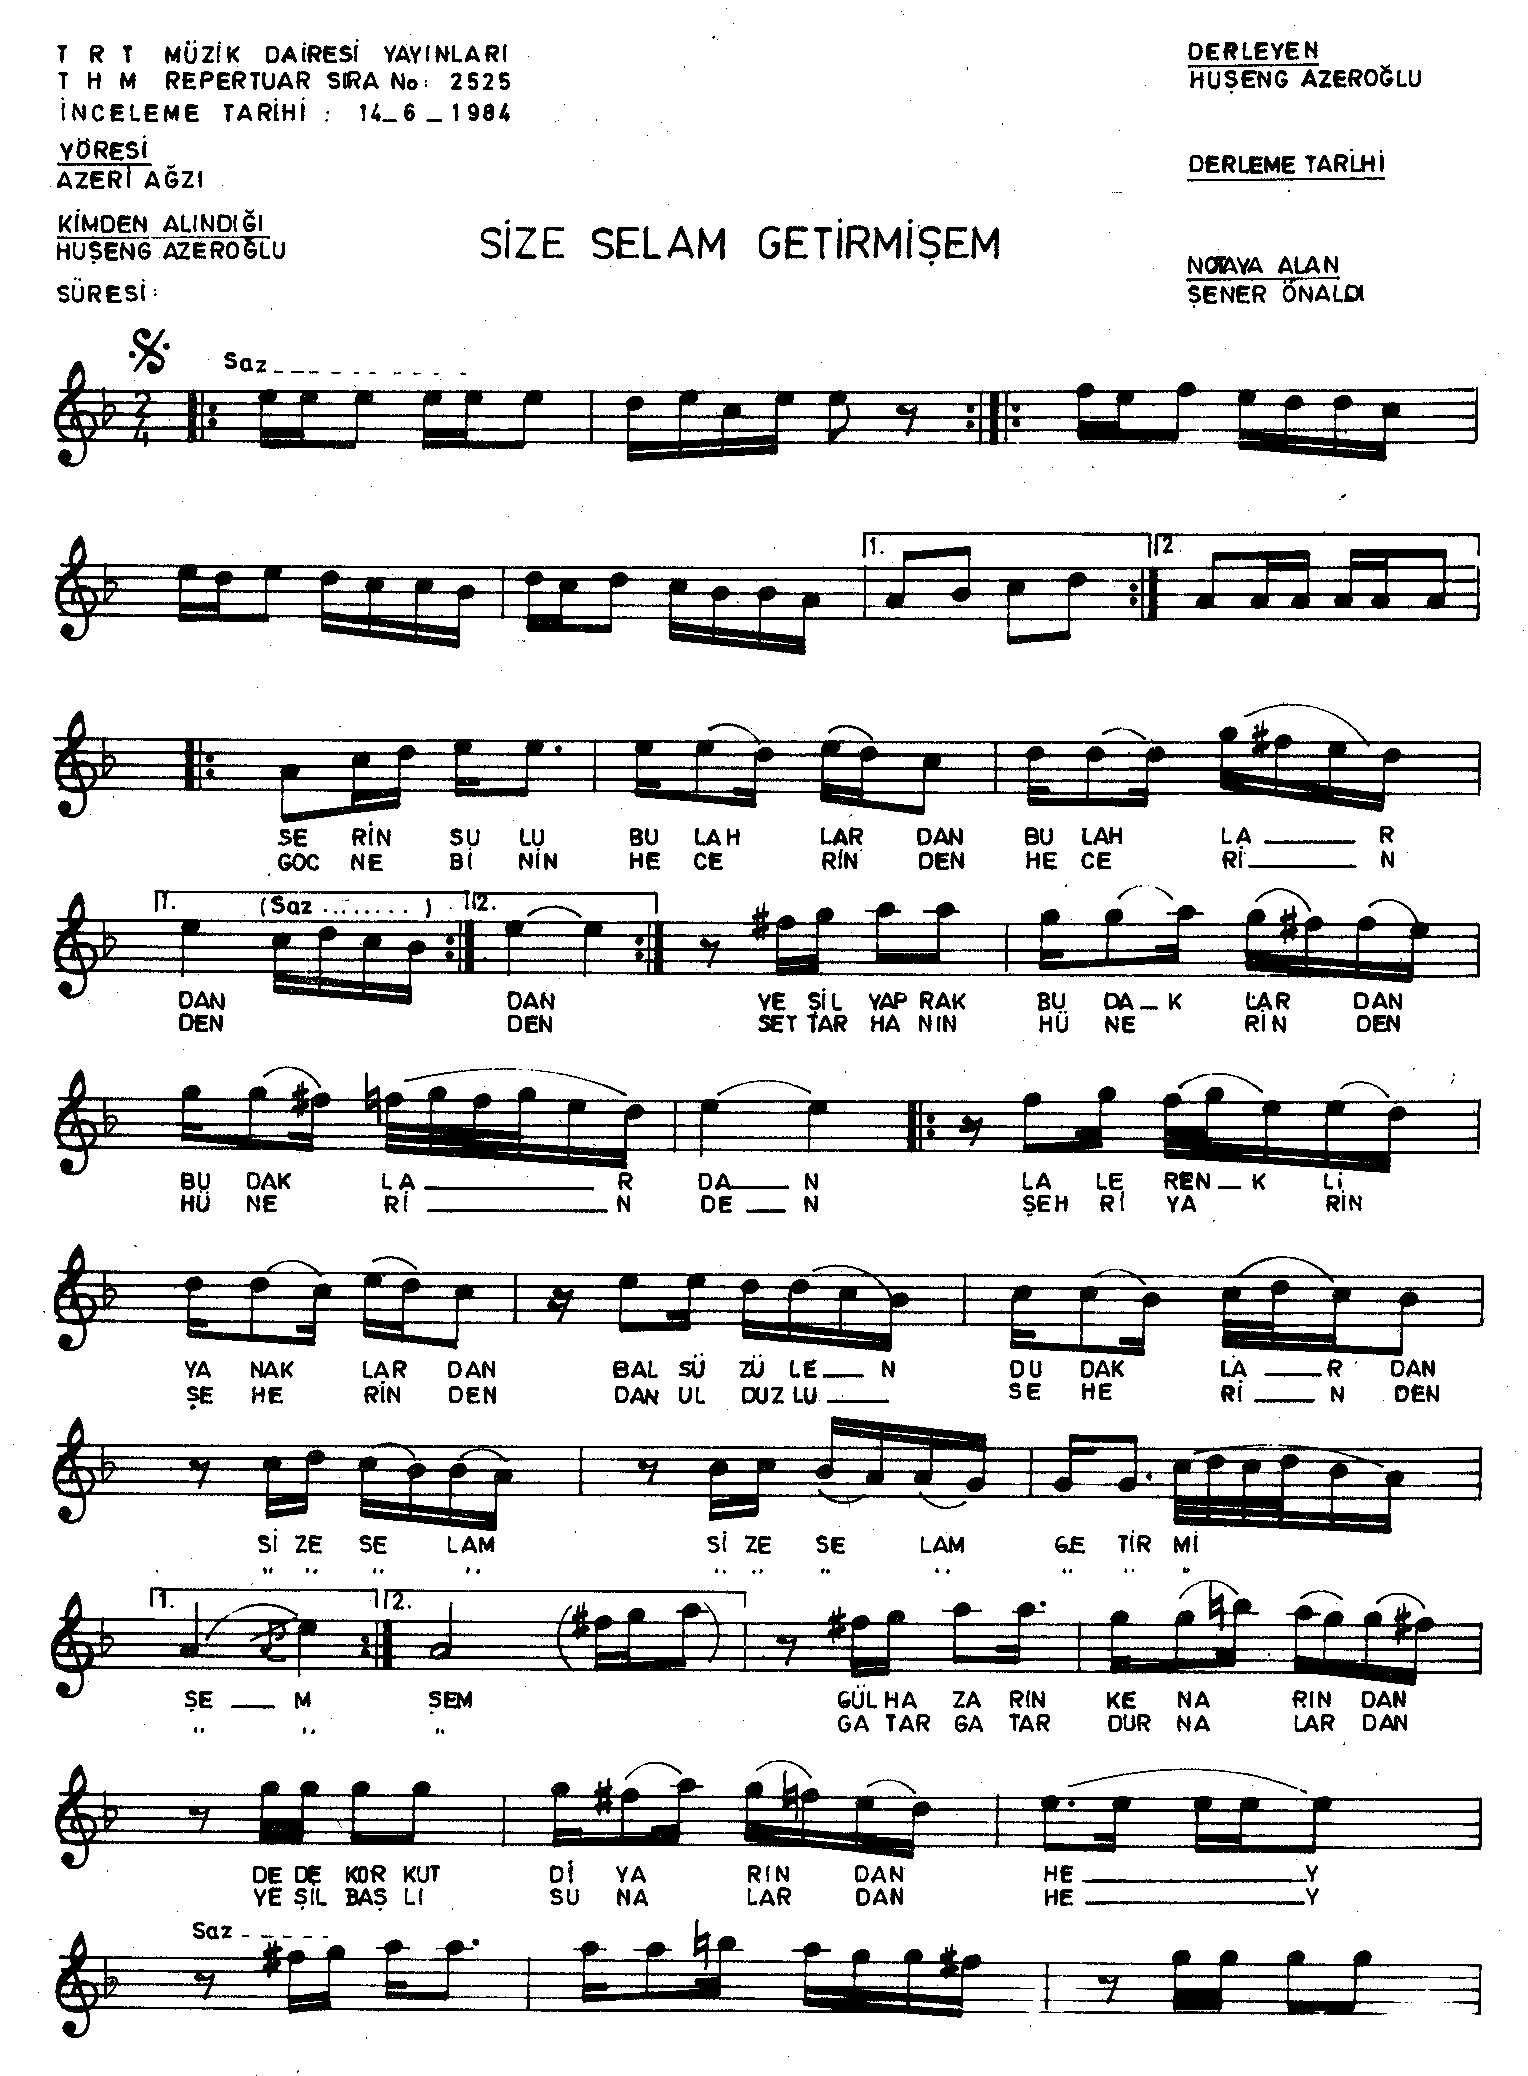 TRT MÜZİK DAİRESİ YAYINLARI
THM REPERTUAR SIRA No: 2525
İNCELEME TARİHİ : 14_6_1984
YÖRESİ
AZERİ AĞZI
KİMDEN ALINDIĞI
HUŞENG AZEROĞLU
SÜRESİ:
SİZE SELAM GETİRMİŞEM
DERLEYEN
HUŞENG AZEROĞLU
DERLEME TARİHİ
NOTAYA ALAN
ŞENER ÖNALDI
Saz
1. 2.
SE RİN SU LU BU LAH LAR DAN BU LAH LA R
GÖC NE Bİ NİN HE CE RİN DEN HE CE Rİ N
1. (Saz ........) 2.
DAN DAN YE ŞİL YAP RAK BU DA_K LAR DAN
DEN DEN SET TAR HA NIN HÜ NE RİN DEN
BU DAK LA R DA N LA LE REN_K Lİ
HÜ NE Rİ N DE N ŞEH Rİ YA RIN
YA NAK LAR DAN BAL SÜ ZÜ LE N DU DAK LA R DAN
ŞE HE RİN DEN DAN UL DUZ LU SE HE Rİ N DEN
Sİ ZE SE LAM Sİ ZE SE LAM GE TİR Mİ
" " " " " " " " " " "
1. 2.
ŞE M ŞEM GÜL HA ZA RIN KE NA RIN DAN
" " " GA TAR GA TAR DUR NA LAR DAN
DE DE KOR KUT Dİ YA RIN DAN HE Y
YE ŞİL BAŞ LI SU NA LAR DAN HE Y
Saz